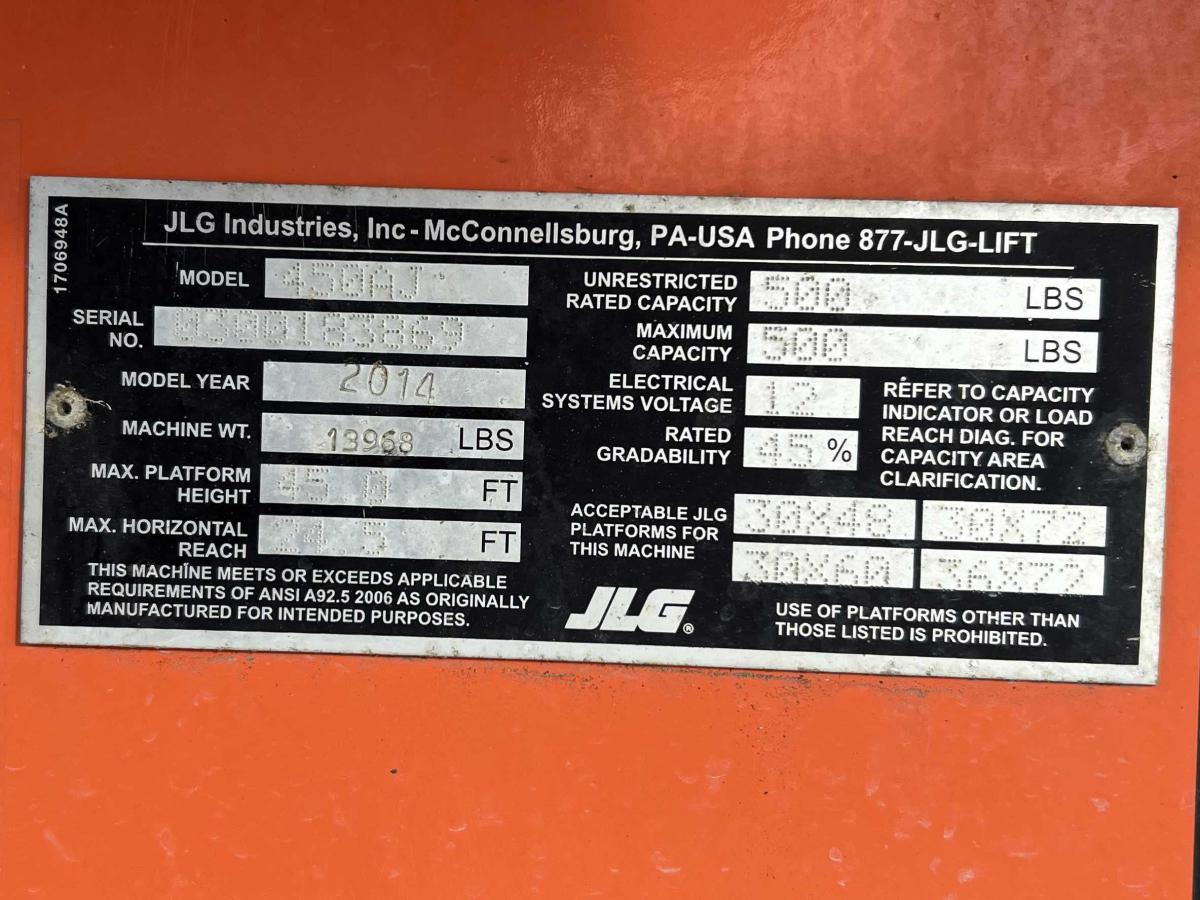 1706948A
JLG Industries, Inc - McConnellsburg, PA-USA Phone 877-JLG-LIFT
MODEL 450AJ
SERIAL
NO. 0300183869
MODEL YEAR 2014
MACHINE WT. 13968 LBS
MAX. PLATFORM
HEIGHT 45.0 FT
MAX. HORIZONTAL
REACH 24.5 FT
THIS MACHINE MEETS OR EXCEEDS APPLICABLE
REQUIREMENTS OF ANSI A92.5 2006 AS ORIGINALLY
MANUFACTURED FOR INTENDED PURPOSES.
UNRESTRICTED
RATED CAPACITY 500 LBS
MAXIMUM
CAPACITY 500 LBS
ELECTRICAL
SYSTEMS VOLTAGE 12
RATED
GRADABILITY 45 %
REFER TO CAPACITY
INDICATOR OR LOAD
REACH DIAG. FOR
CAPACITY AREA
CLARIFICATION.
ACCEPTABLE JLG
PLATFORMS FOR
THIS MACHINE
30X48 30X72
30X60 36X72
JLG®
USE OF PLATFORMS OTHER THAN
THOSE LISTED IS PROHIBITED.